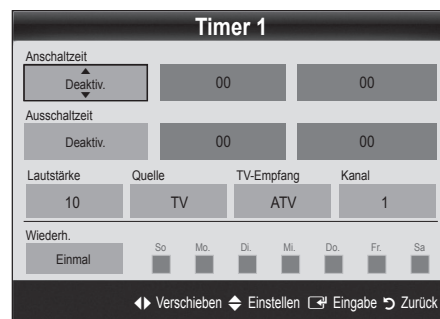 Timer 1
Anschaltzeit
Deaktiv. 00 00
Ausschaltzeit
Deaktiv. 00 00
Lautstärke Quelle TV-Empfang Kanal
10 TV ATV 1
Wiederh.
Einmal So Mo. Di. Mi. Do. Fr. Sa
Verschieben Einstellen Eingabe Zurück